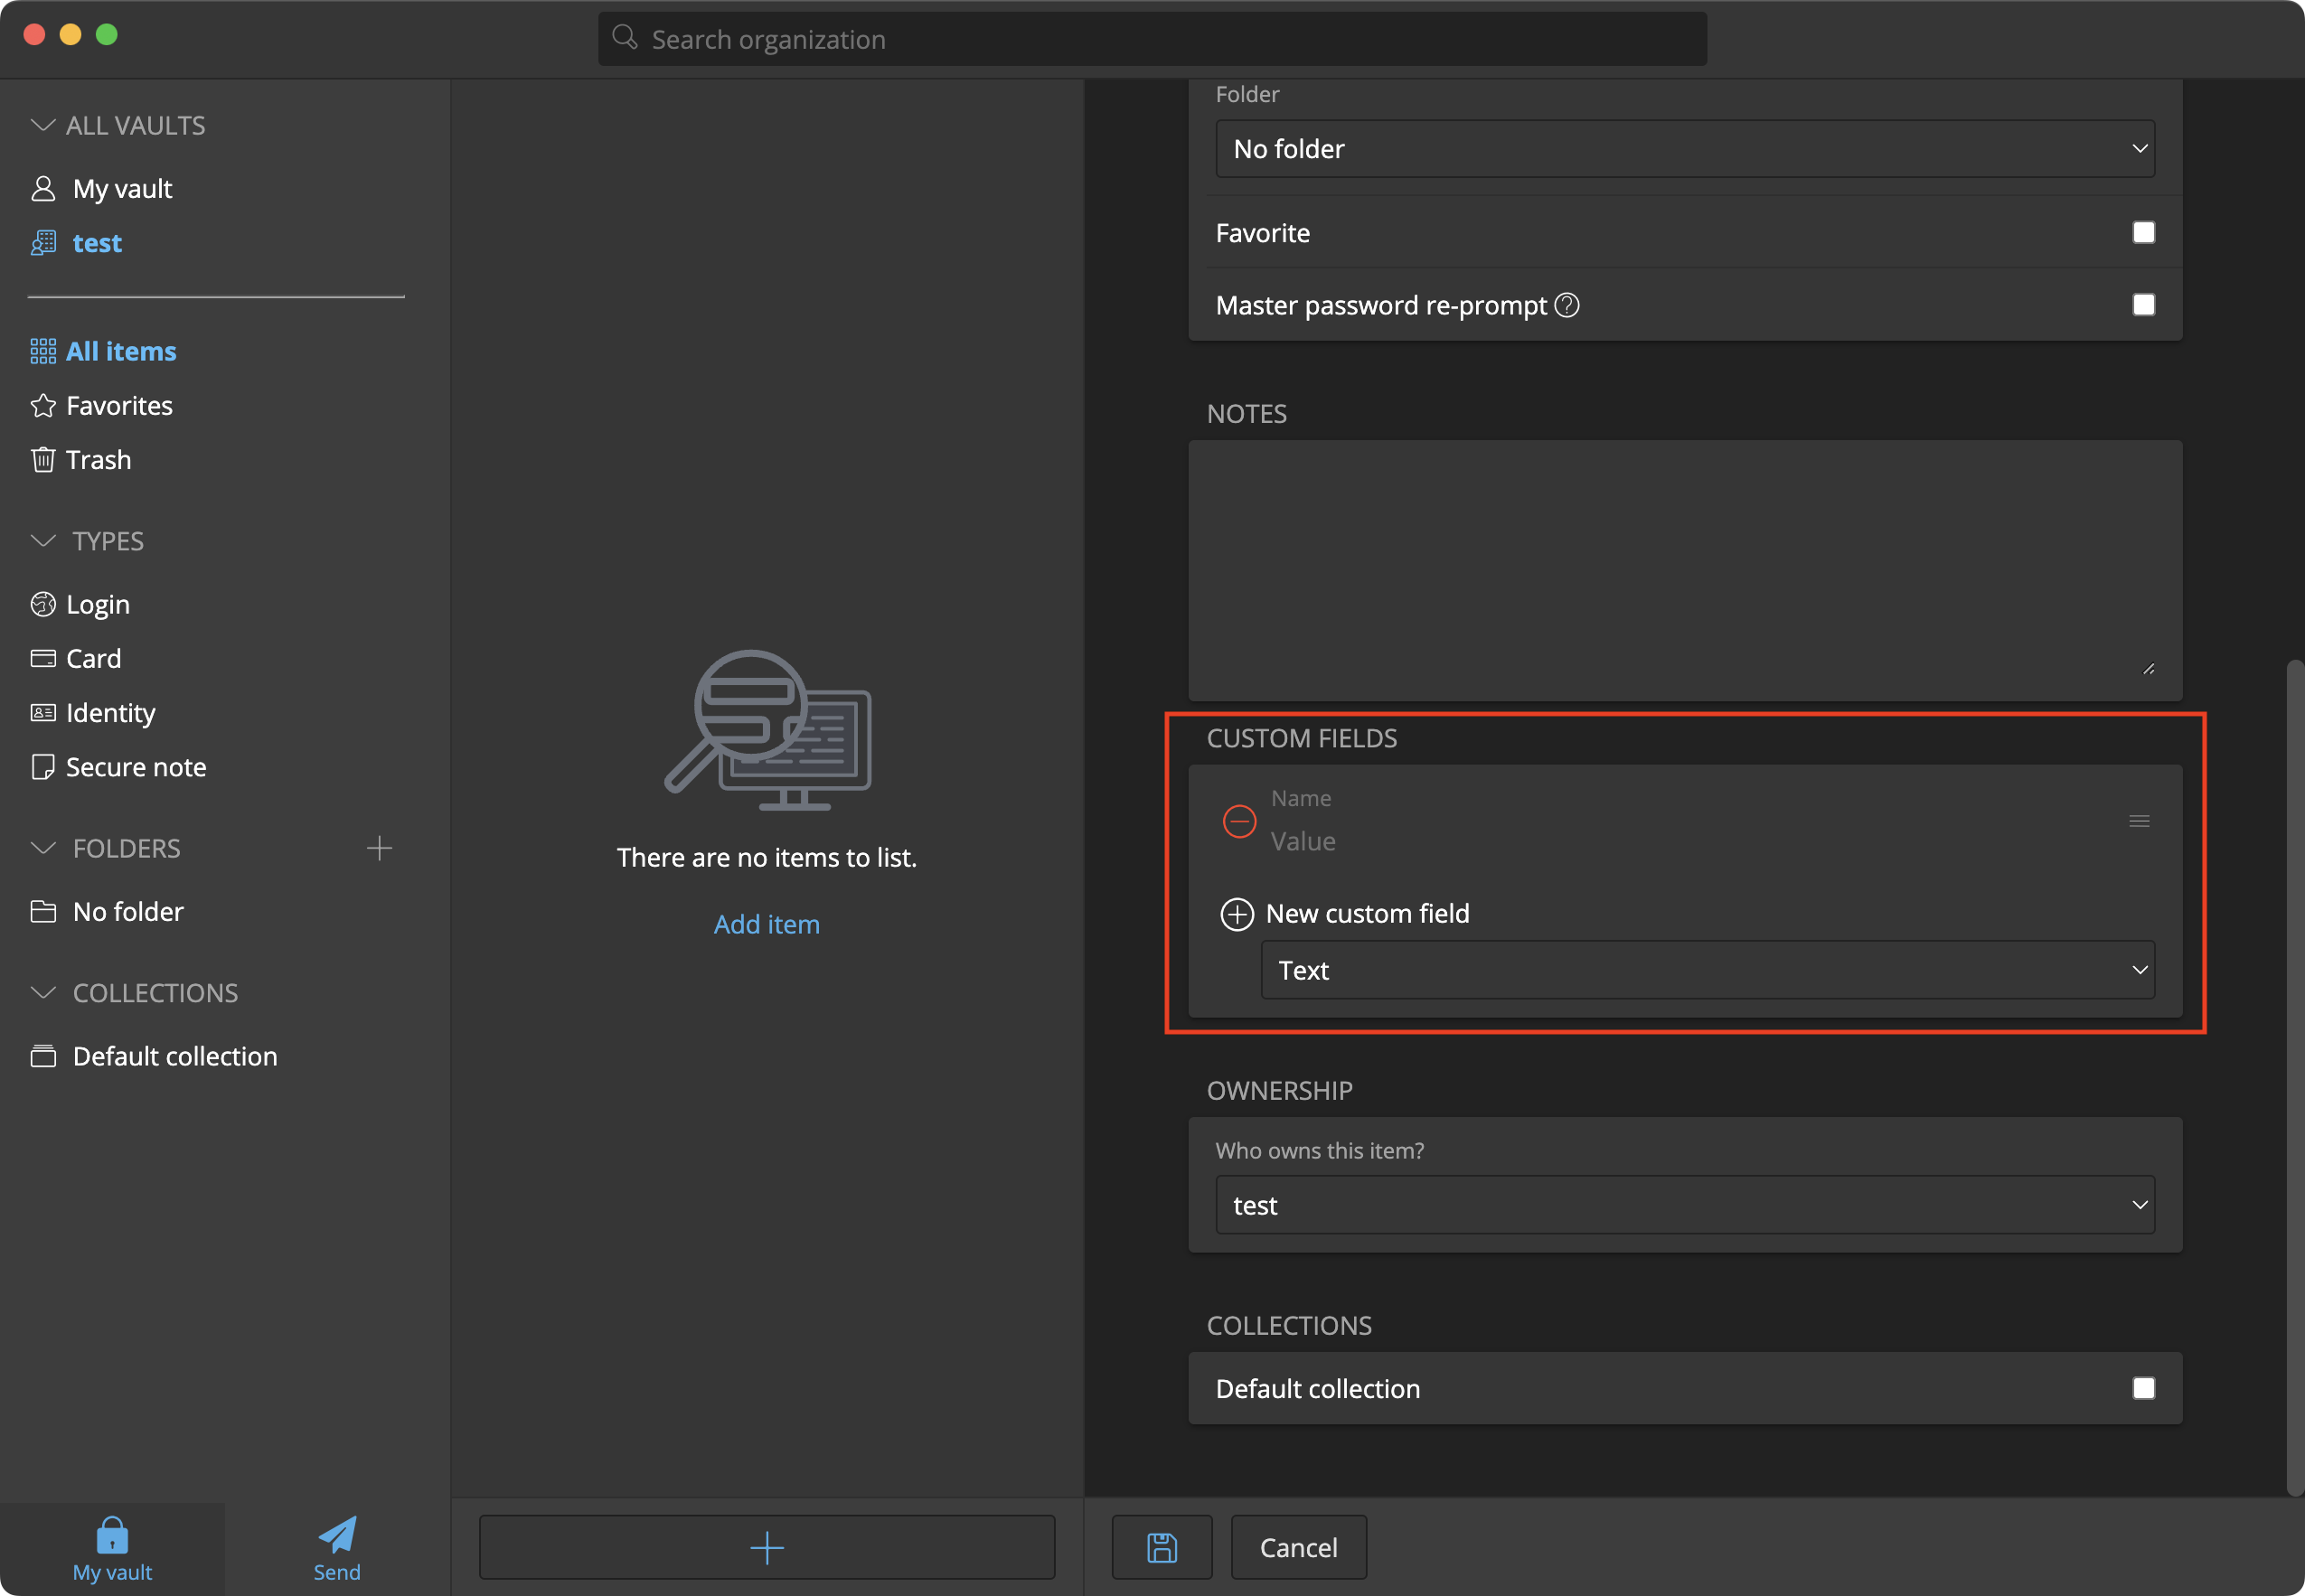 Search organization
ALL VAULTS
My vault
test
All items
Favorites
Trash
TYPES
Login
Card
Identity
Secure note
FOLDERS
No folder
COLLECTIONS
Default collection
My vault
Send
There are no items to list.
Add item
Folder
No folder
Favorite
Master password re-prompt
NOTES
CUSTOM FIELDS
Name
Value
New custom field
Text
OWNERSHIP
Who owns this item?
test
COLLECTIONS
Default collection
Cancel